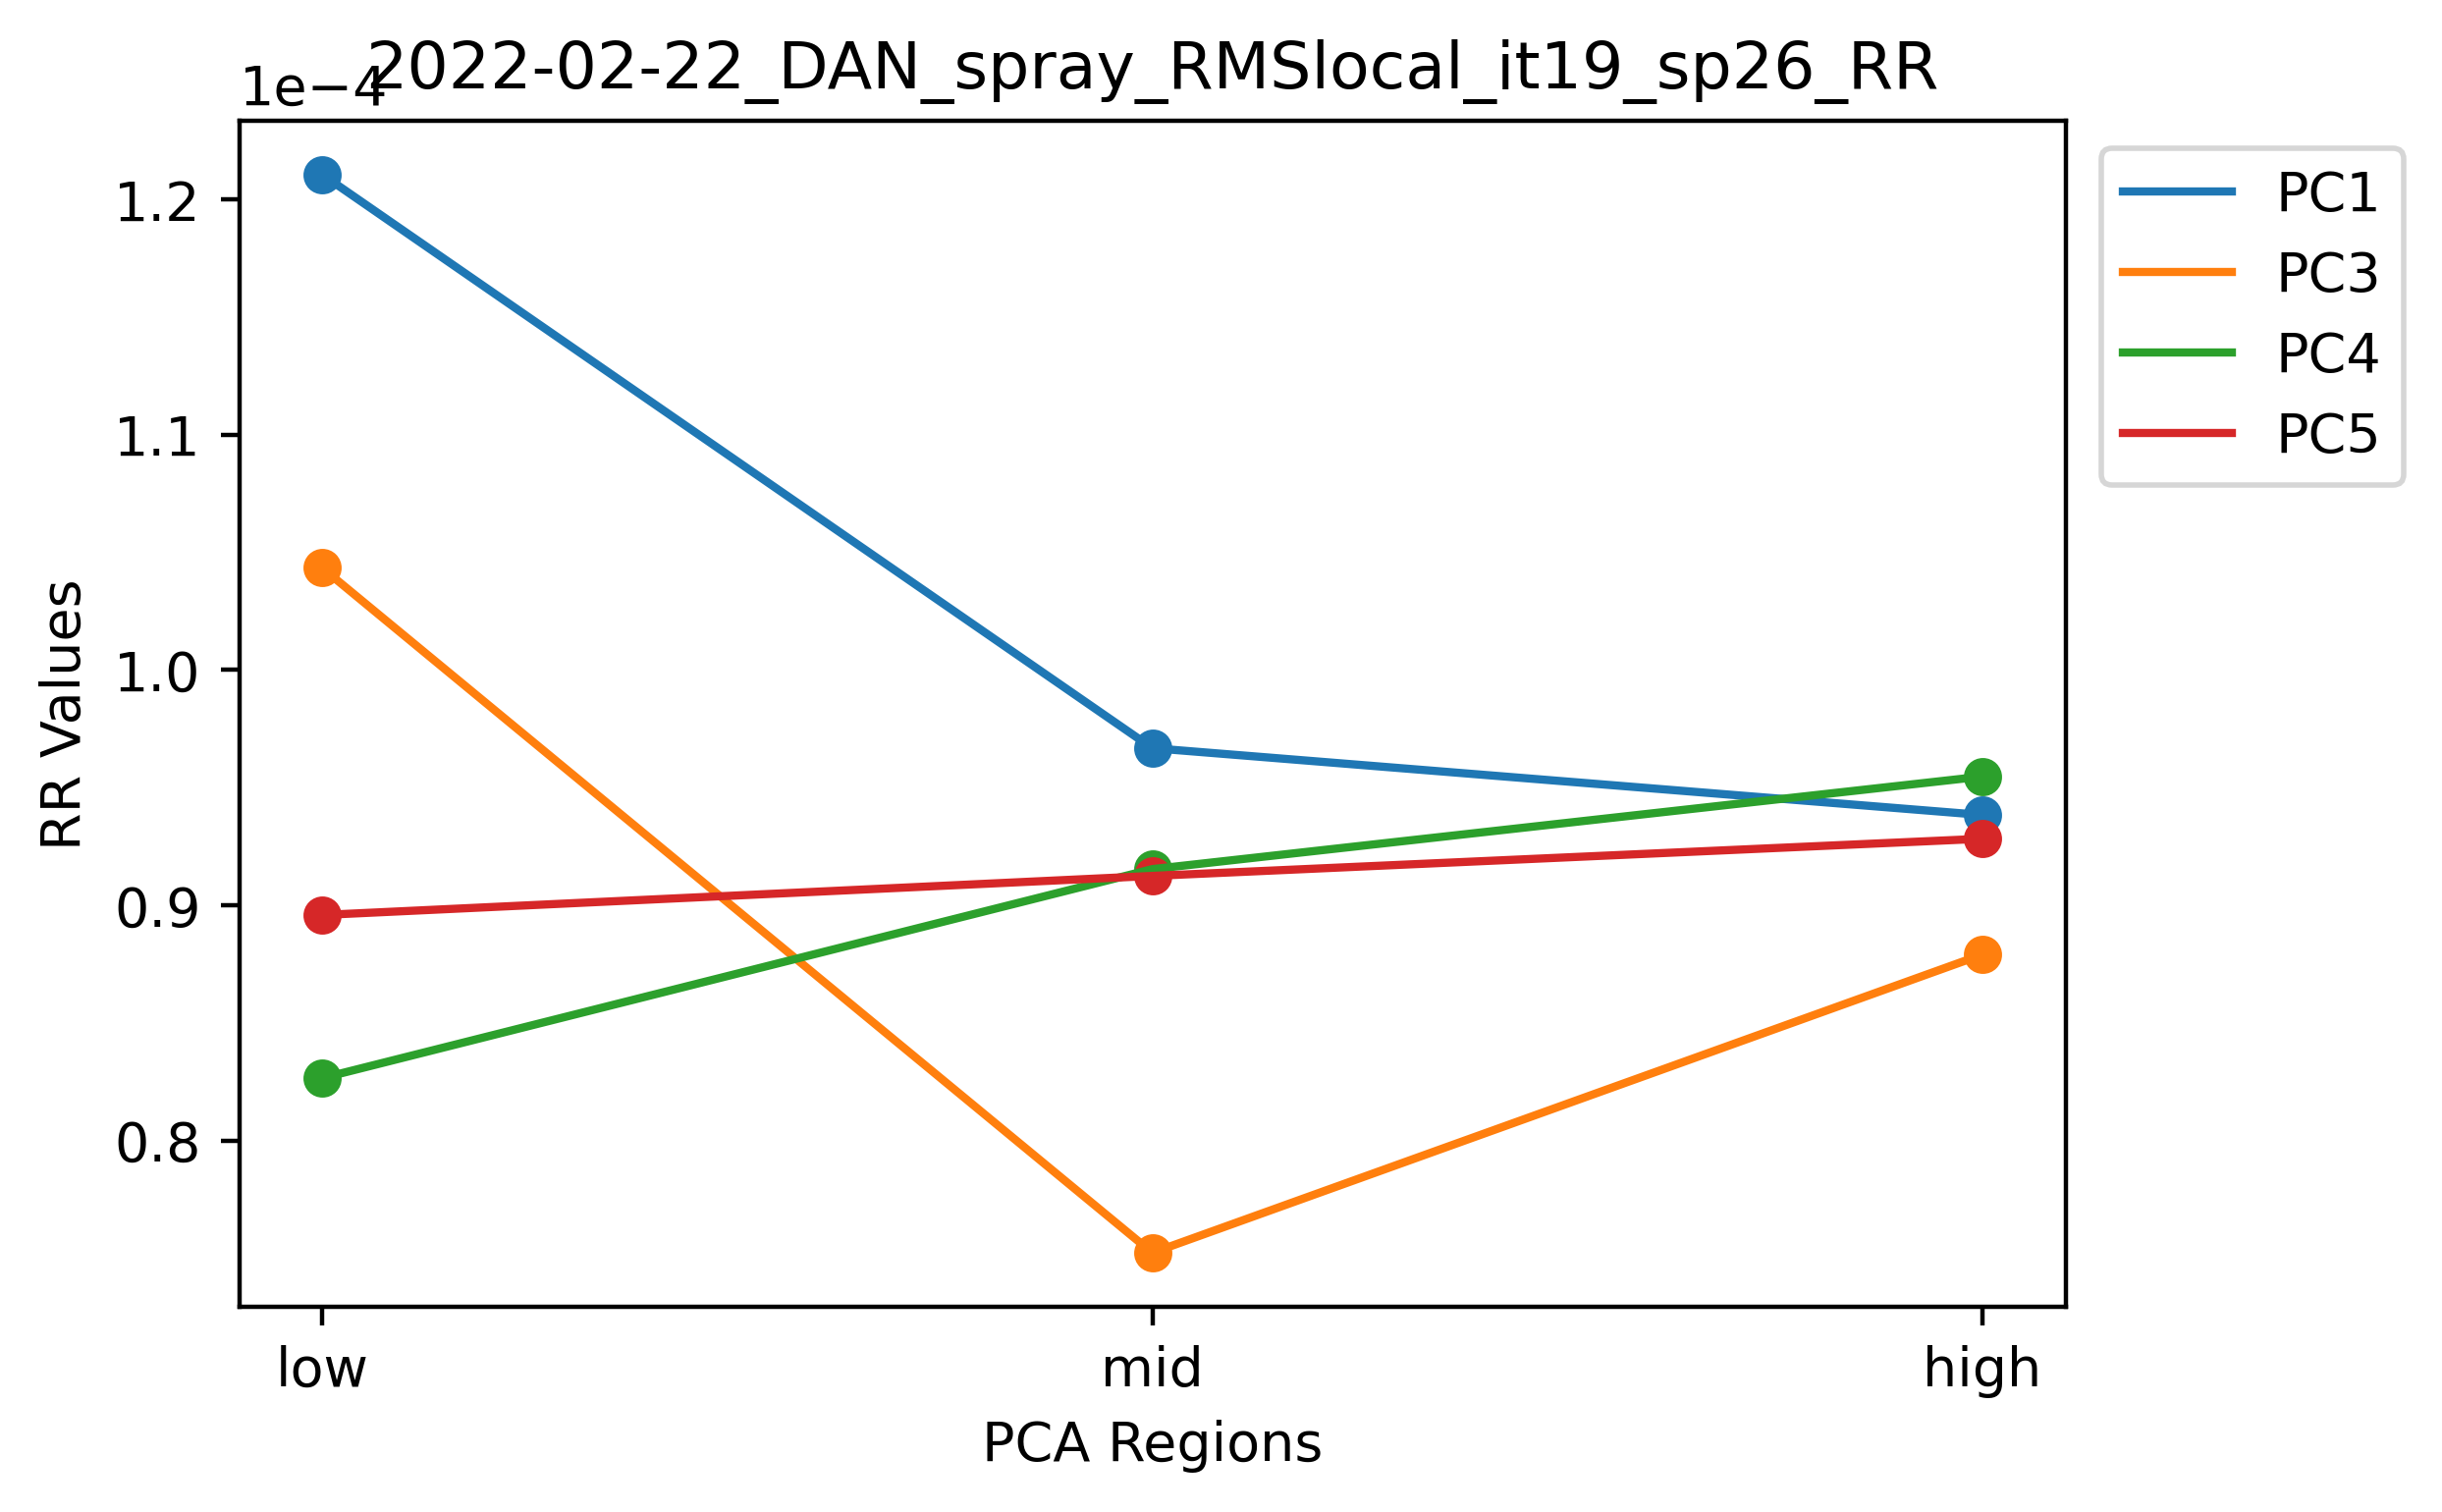 2022-02-22_DAN_spray_RMSlocal_it19_sp26_RR
1e−4
1.2
1.1
1.0
0.9
0.8
RR Values
low
mid
high
PCA Regions
PC1
PC3
PC4
PC5